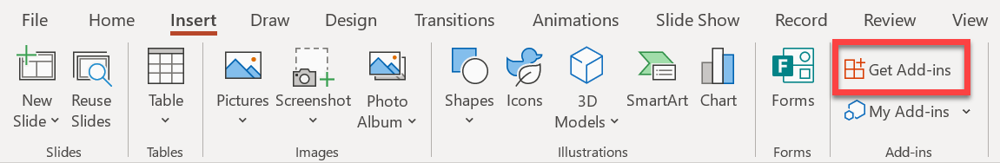 File Home Insert Draw Design Transitions Animations Slide Show Record Review View
New Slide
Reuse Slides
Table
Pictures
Screenshot
Photo Album
Shapes
Icons
3D Models
SmartArt
Chart
F
Forms
Get Add-ins
My Add-ins
Slides Tables Images Illustrations Forms Add-ins